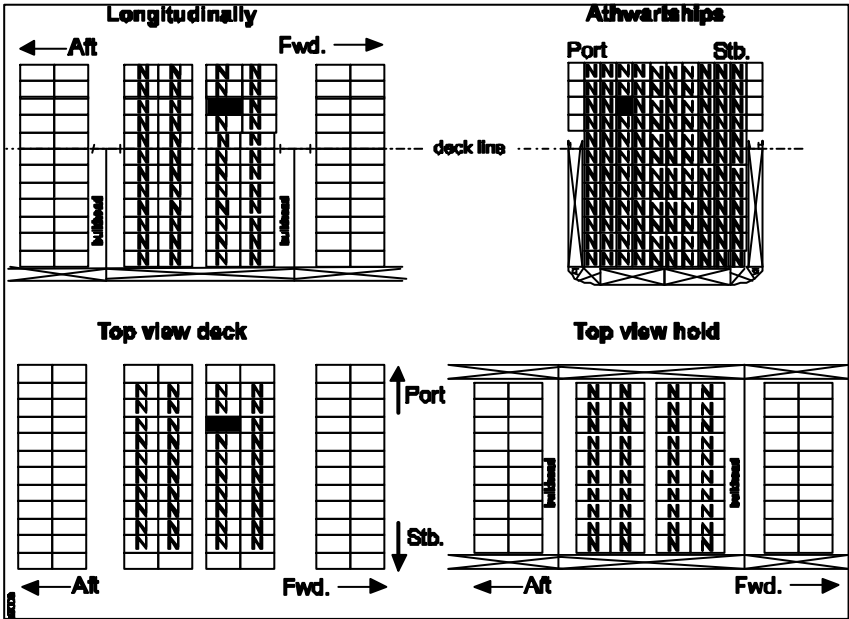 Longitudinally
Athwartships
Aft
Fwd.
Port
Stb.
N N N N
N N N N N N N N N N
deck line
bulkhead
bulkhead
Top view deck
Top view hold
N N N N
Port
N N N N
bulkhead
bulkhead
Stb.
Aft
Fwd.
Aft
Fwd.